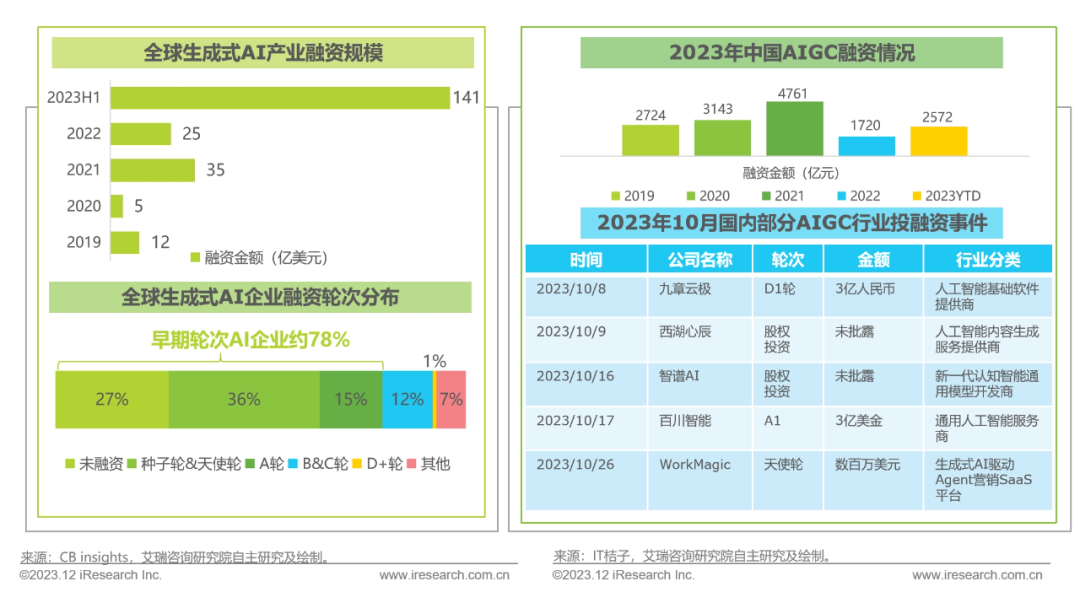 全球生成式AI产业融资规模
2023H1
141
2022
25
2021
35
2020
5
2019
12
融资金额（亿美元）
全球生成式AI企业融资轮次分布
早期轮次AI企业约78%
1%
27%
36%
15%
12%
7%
未融资
种子轮&天使轮
A轮
B&C轮
D+轮
其他
来源：CB insights，艾瑞咨询研究院自主研究及绘制。
©2023.12 iResearch Inc.
www.iresearch.com.cn
2023年中国AIGC融资情况
2724
3143
4761
1720
2572
融资金额（亿元）
2019
2020
2021
2022
2023YTD
2023年10月国内部分AIGC行业投融资事件
时间 公司名称 轮次 金额 行业分类
2023/10/8 九章云极 D1轮 3亿人民币 人工智能基础软件
提供商
2023/10/9 西湖心辰 股权 未批露 人工智能内容生成
投资 服务提供商
2023/10/16 智谱AI 股权 未批露 新一代认知智能通
投资 用模型开发商
2023/10/17 百川智能 A1 3亿美金 通用人工智能服务
商
2023/10/26 WorkMagic 天使轮 数百万美元 生成式AI驱动
Agent营销SaaS
平台
来源：IT桔子，艾瑞咨询研究院自主研究及绘制。
©2023.12 iResearch Inc.
www.iresearch.com.cn